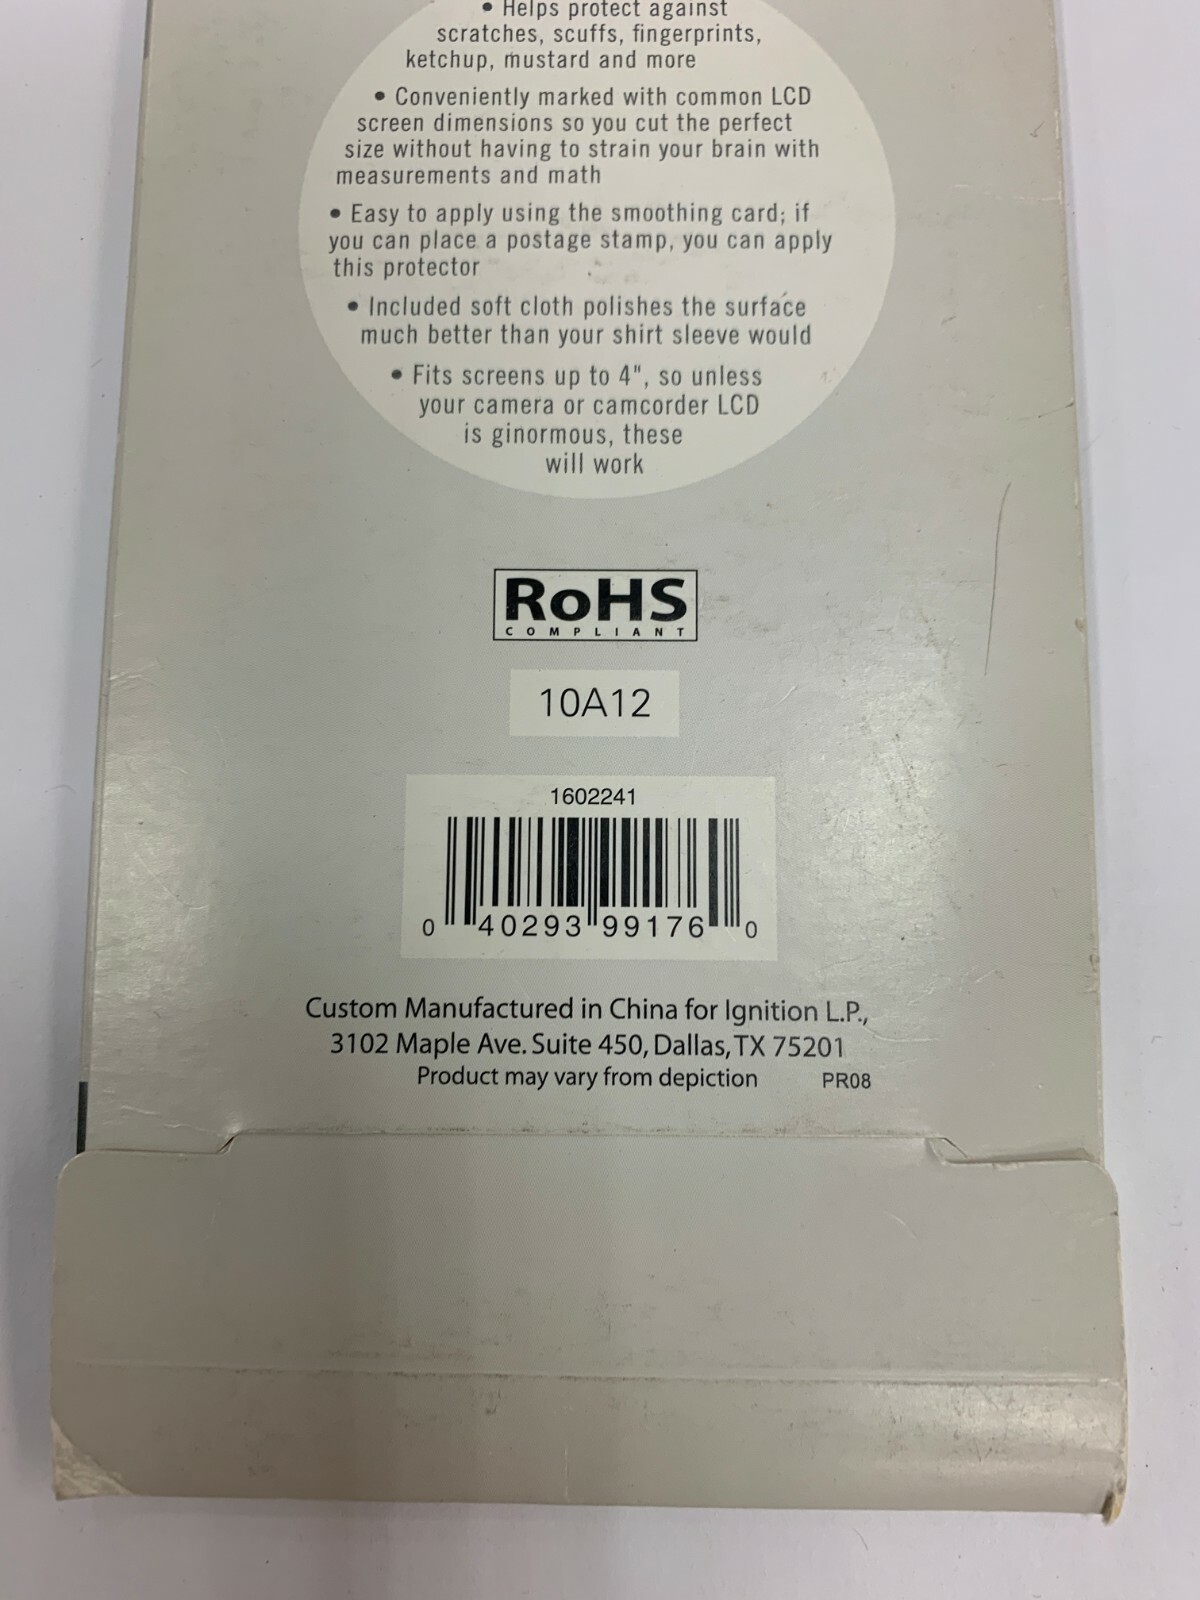 • Helps protect against
scratches, scuffs, fingerprints,
ketchup, mustard and more
• Conveniently marked with common LCD
screen dimensions so you cut the perfect
size without having to strain your brain with
measurements and math
• Easy to apply using the smoothing card; if
you can place a postage stamp, you can apply
this protector
• Included soft cloth polishes the surface
much better than your shirt sleeve would
• Fits screens up to 4", so unless
your camera or camcorder LCD
is ginormous, these
will work
RoHS
COMPLIANT
10A12
1602241
0 40293 99176 0
Custom Manufactured in China for Ignition L.P.,
3102 Maple Ave. Suite 450, Dallas, TX 75201
Product may vary from depiction PR08